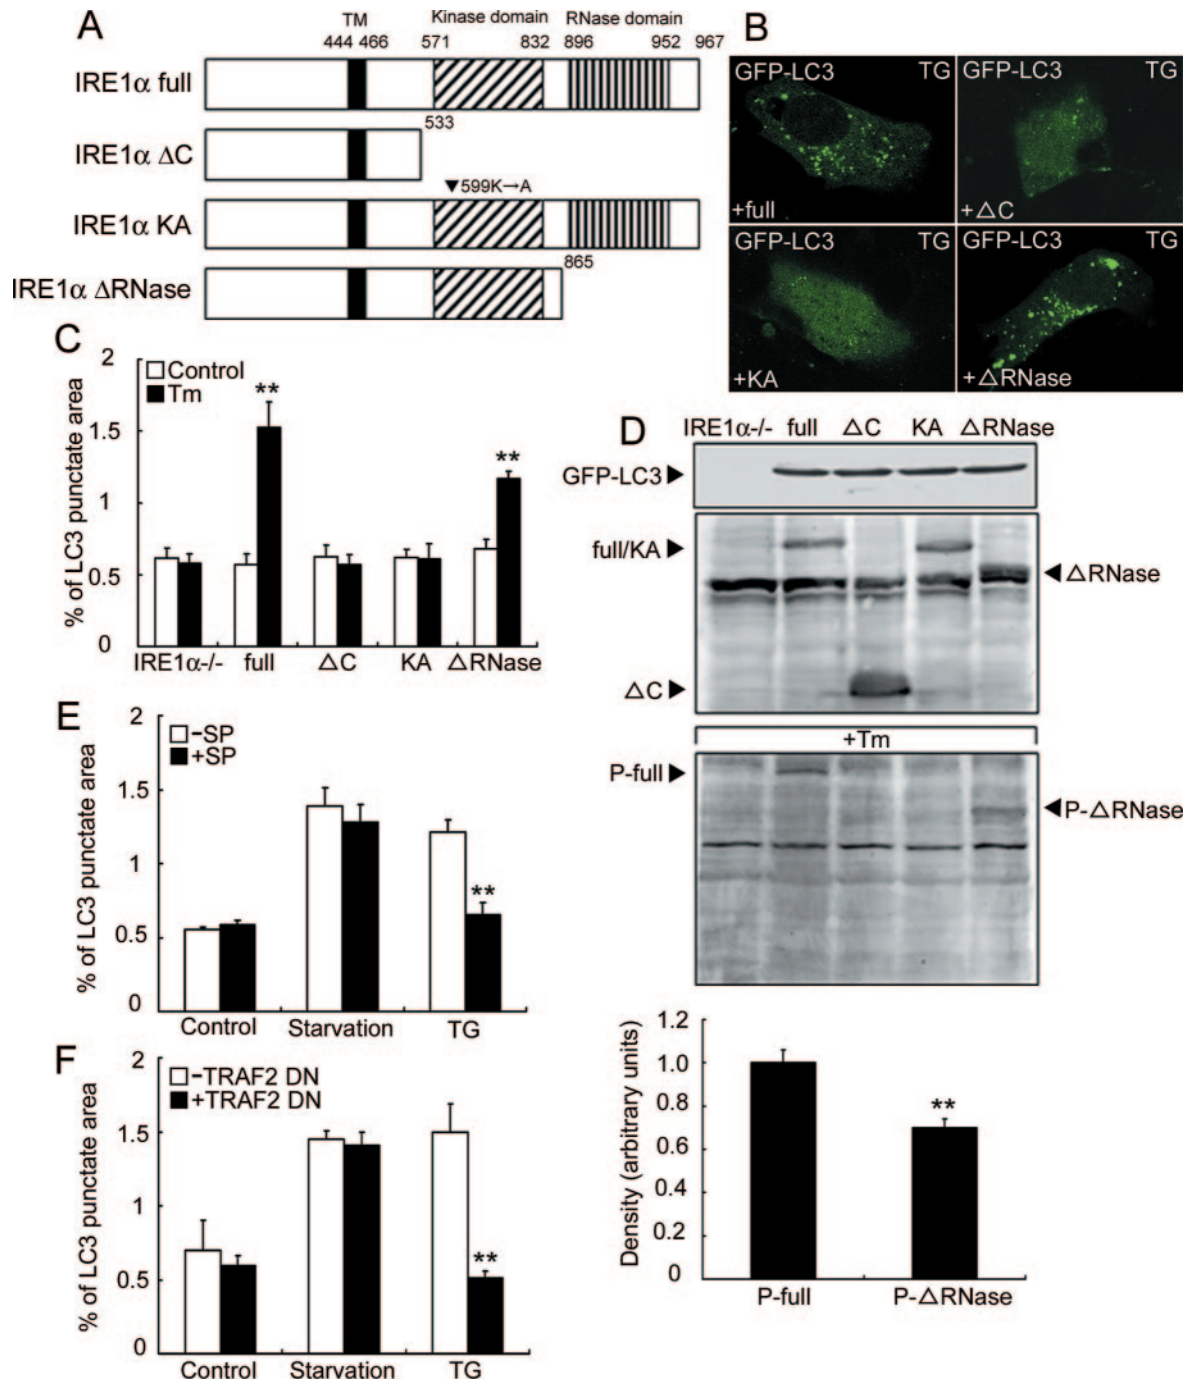 A
TM
Kinase domain
RNase domain
444 466
571
832
896
952
967
IRE1α full
533
IRE1α ΔC
▼599K→A
IRE1α KA
865
IRE1α ΔRNase
B
GFP-LC3 TG
+full
GFP-LC3 TG
+ΔC
GFP-LC3 TG
+KA
GFP-LC3 TG
+ΔRNase
C
% of LC3 punctate area
2
1.5
1
0.5
0
Control
Tm
**
**
IRE1α-/- full ΔC KA ΔRNase
D
IRE1α-/- full ΔC KA ΔRNase
GFP-LC3
full/KA
ΔRNase
ΔC
+Tm
P-full
P-ΔRNase
Density (arbitrary units)
1.2
1.0
0.8
0.6
0.4
0.2
0
**
P-full P-ΔRNase
E
% of LC3 punctate area
2
1.5
1
0.5
0
-SP
+SP
**
Control Starvation TG
F
% of LC3 punctate area
2
1.5
1
0.5
0
-TRAF2 DN
+TRAF2 DN
**
Control Starvation TG